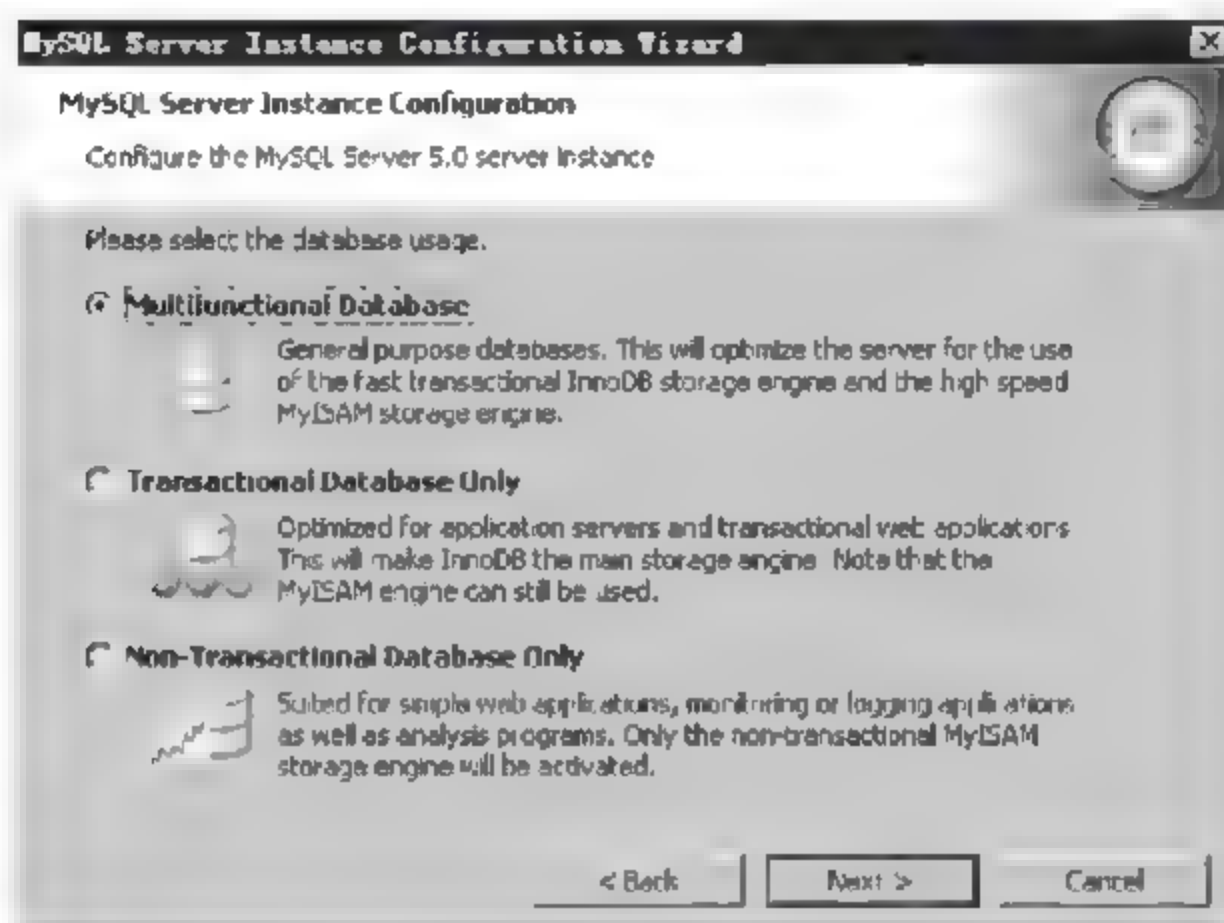 MySQL Server Instance Configuration Wizard
MySQL Server Instance Configuration
Configure the MySQL Server 5.0 server instance
Please select the database usage.
Multifunctional Database
General purpose databases. This will optimize the server for the use
of the fast transactional InnoDB storage engine and the high speed
MyISAM storage engine.
Transactional Database Only
Optimized for application servers and transactional web applications.
This will make InnoDB the main storage engine. Note that the
MyISAM engine can still be used.
Non-Transactional Database Only
Suited for simple web applications, monitoring or logging applications
as well as analysis programs. Only the non-transactional MyISAM
storage engine will be activated.
< Back
Next >
Cancel